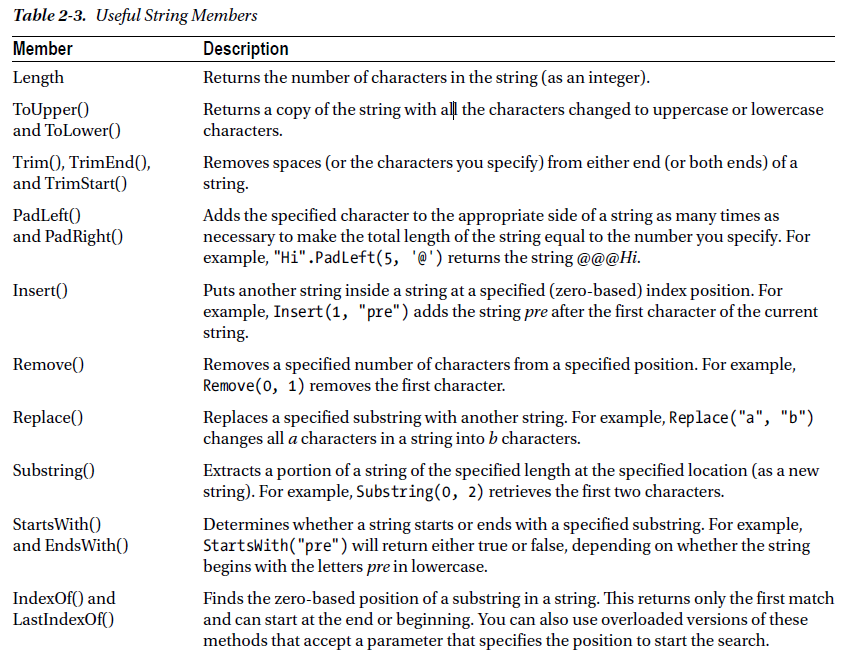 Table 2-3. Useful String Members
Member Description
Length Returns the number of characters in the string (as an integer).
ToUpper() Returns a copy of the string with all the characters changed to uppercase or lowercase
and ToLower() characters.
Trim(), TrimEnd(), Removes spaces (or the characters you specify) from either end (or both ends) of a
and TrimStart() string.
PadLeft() Adds the specified character to the appropriate side of a string as many times as
and PadRight() necessary to make the total length of the string equal to the number you specify. For
example, "Hi".PadLeft(5, '@') returns the string @@@Hi.
Insert() Puts another string inside a string at a specified (zero-based) index position. For
example, Insert(1, "pre") adds the string pre after the first character of the current
string.
Remove() Removes a specified number of characters from a specified position. For example,
Remove(0, 1) removes the first character.
Replace() Replaces a specified substring with another string. For example, Replace("a", "b")
changes all a characters in a string into b characters.
Substring() Extracts a portion of a string of the specified length at the specified location (as a new
string). For example, Substring(0, 2) retrieves the first two characters.
StartsWith() Determines whether a string starts or ends with a specified substring. For example,
and EndsWith() StartsWith("pre") will return either true or false, depending on whether the string
begins with the letters pre in lowercase.
IndexOf() and Finds the zero-based position of a substring in a string. This returns only the first match
LastIndexOf() and can start at the end or beginning. You can also use overloaded versions of these
methods that accept a parameter that specifies the position to start the search.